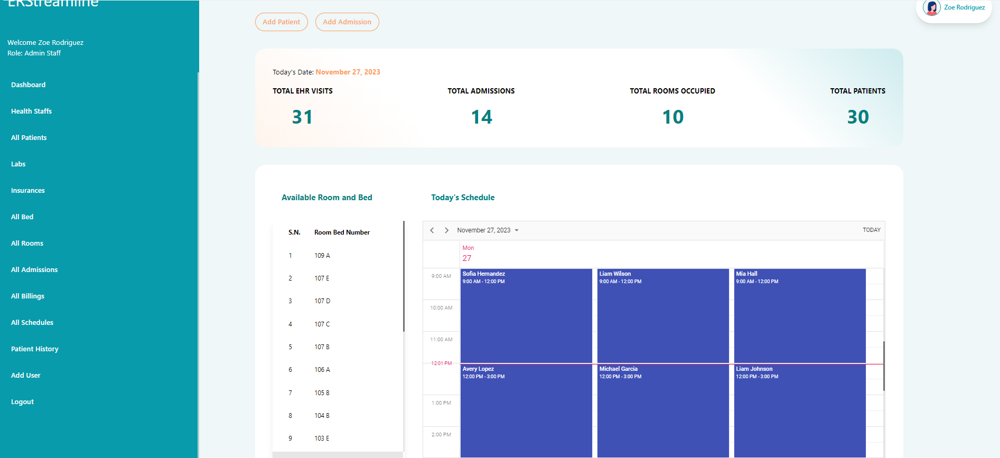 ERStreamline
Welcome Zoe Rodriguez
Role: Admin Staff
Dashboard
Health Staffs
All Patients
Labs
Insurances
All Bed
All Rooms
All Admissions
All Billings
All Schedules
Patient History
Add User
Logout
Add Patient
Add Admission
Zoe Rodriguez
Today's Date: November 27, 2023
TOTAL EHR VISITS
31
TOTAL ADMISSIONS
14
TOTAL ROOMS OCCUPIED
10
TOTAL PATIENTS
30
Available Room and Bed
S.N. Room Bed Number
1 109 A
2 107 E
3 107 D
4 107 C
5 107 B
6 106 A
7 105 B
8 104 B
9 103 E
Today's Schedule
November 27, 2023
TODAY
Mon
27
9:00 AM
10:00 AM
11:00 AM
12:01 PM
1:00 PM
2:00 PM
Sofia Hernandez
9:00 AM - 12:00 PM
Liam Wilson
9:00 AM - 12:00 PM
Mia Hall
9:00 AM - 12:00 PM
Avery Lopez
12:00 PM - 3:00 PM
Michael Garcia
12:00 PM - 3:00 PM
Liam Johnson
12:00 PM - 3:00 PM